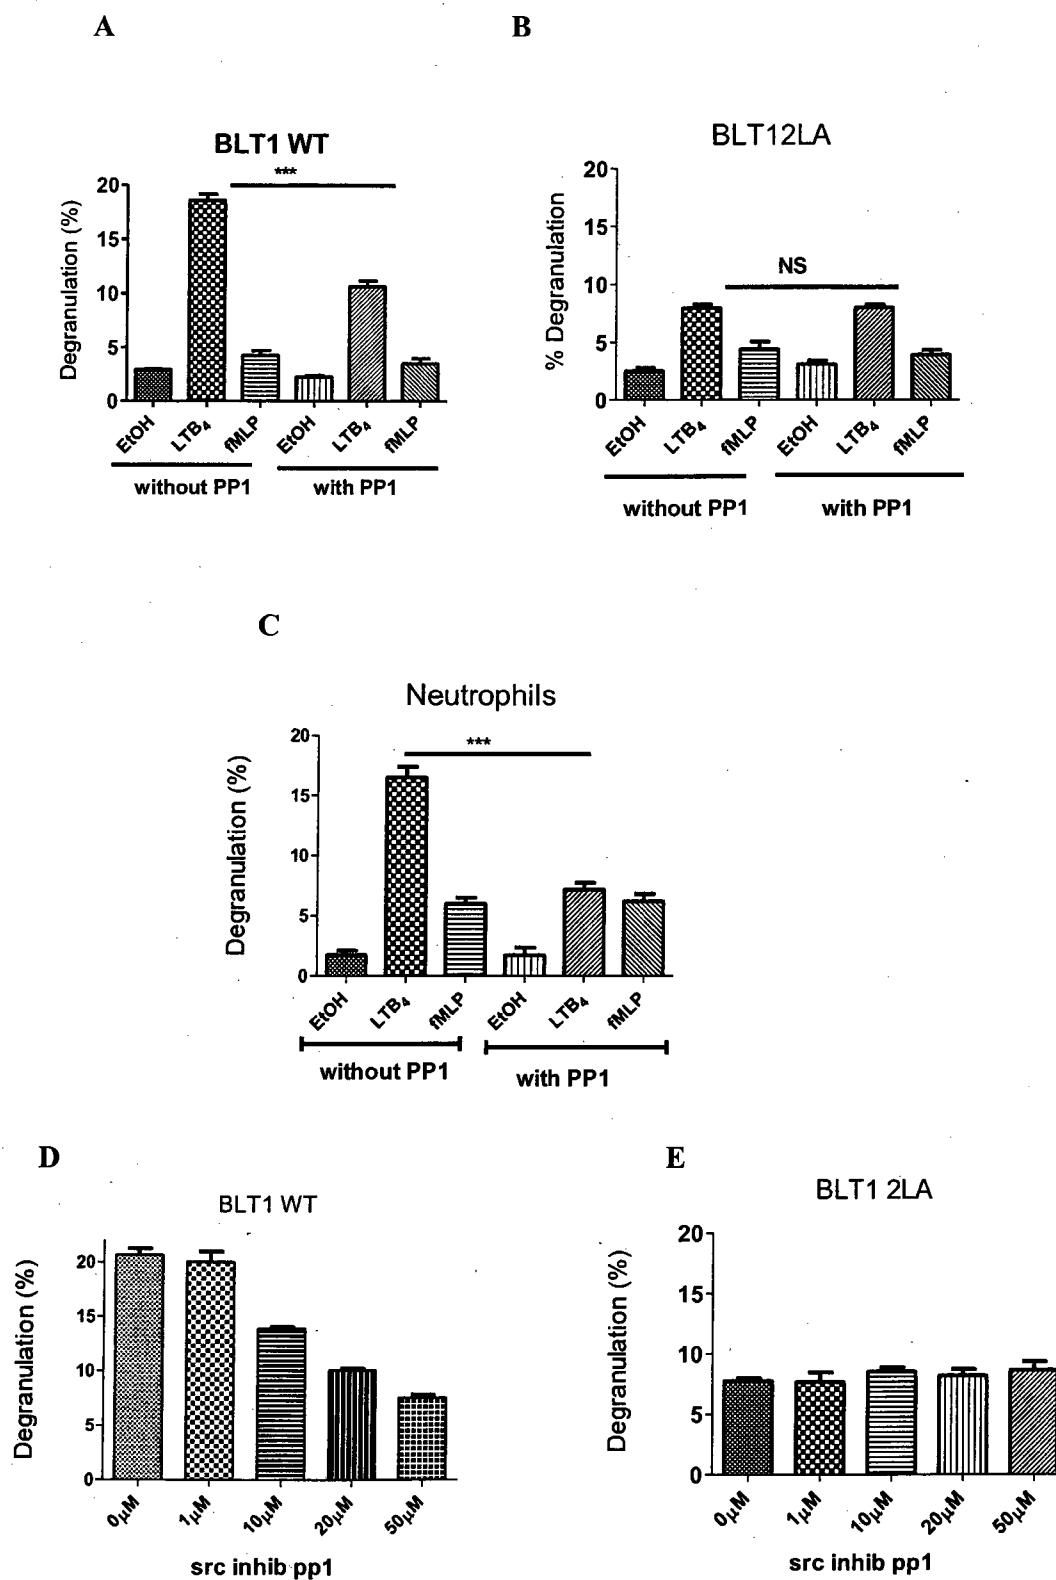 A
B
BLT1 WT
***
Degranulation (%)
20
15
10
5
0
EtOH
LTB4
fMLP
EtOH
LTB4
fMLP
without PP1
with PP1
BLT12LA
NS
% Degranulation
20
15
10
5
0
EtOH
LTB4
fMLP
EtOH
LTB4
fMLP
without PP1
with PP1
C
Neutrophils
***
Degranulation (%)
20
15
10
5
0
EtOH
LTB4
fMLP
EtOH
LTB4
fMLP
without PP1
with PP1
D
BLT1 WT
Degranulation (%)
20
15
10
5
0
0µM
1µM
10µM
20µM
50µM
src inhib pp1
E
BLT1 2LA
Degranulation (%)
20
15
10
5
0
0µM
1µM
10µM
20µM
50µM
src inhib pp1